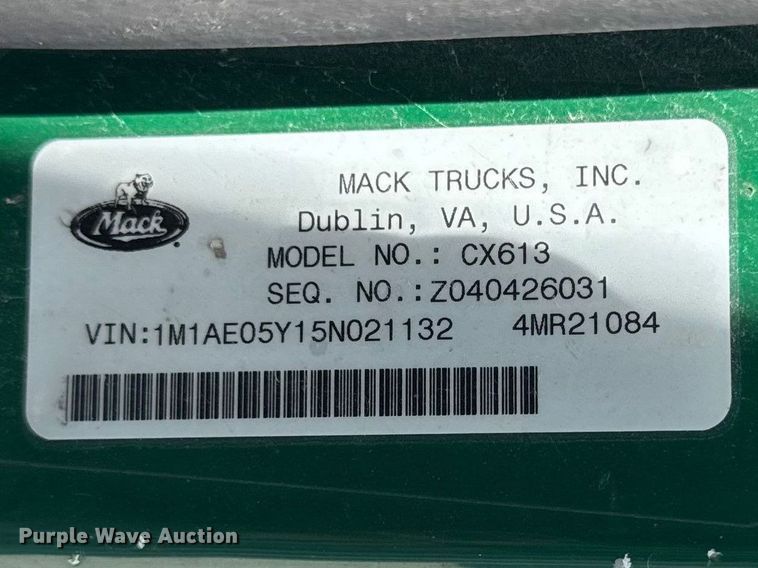 MACK TRUCKS, INC.
Mack
Dublin, VA, U.S.A.
MODEL NO.: CX613
SEQ. NO.:Z040426031
VIN:1M1AE05Y15N021132 4MR21084
Purple Wave Auction